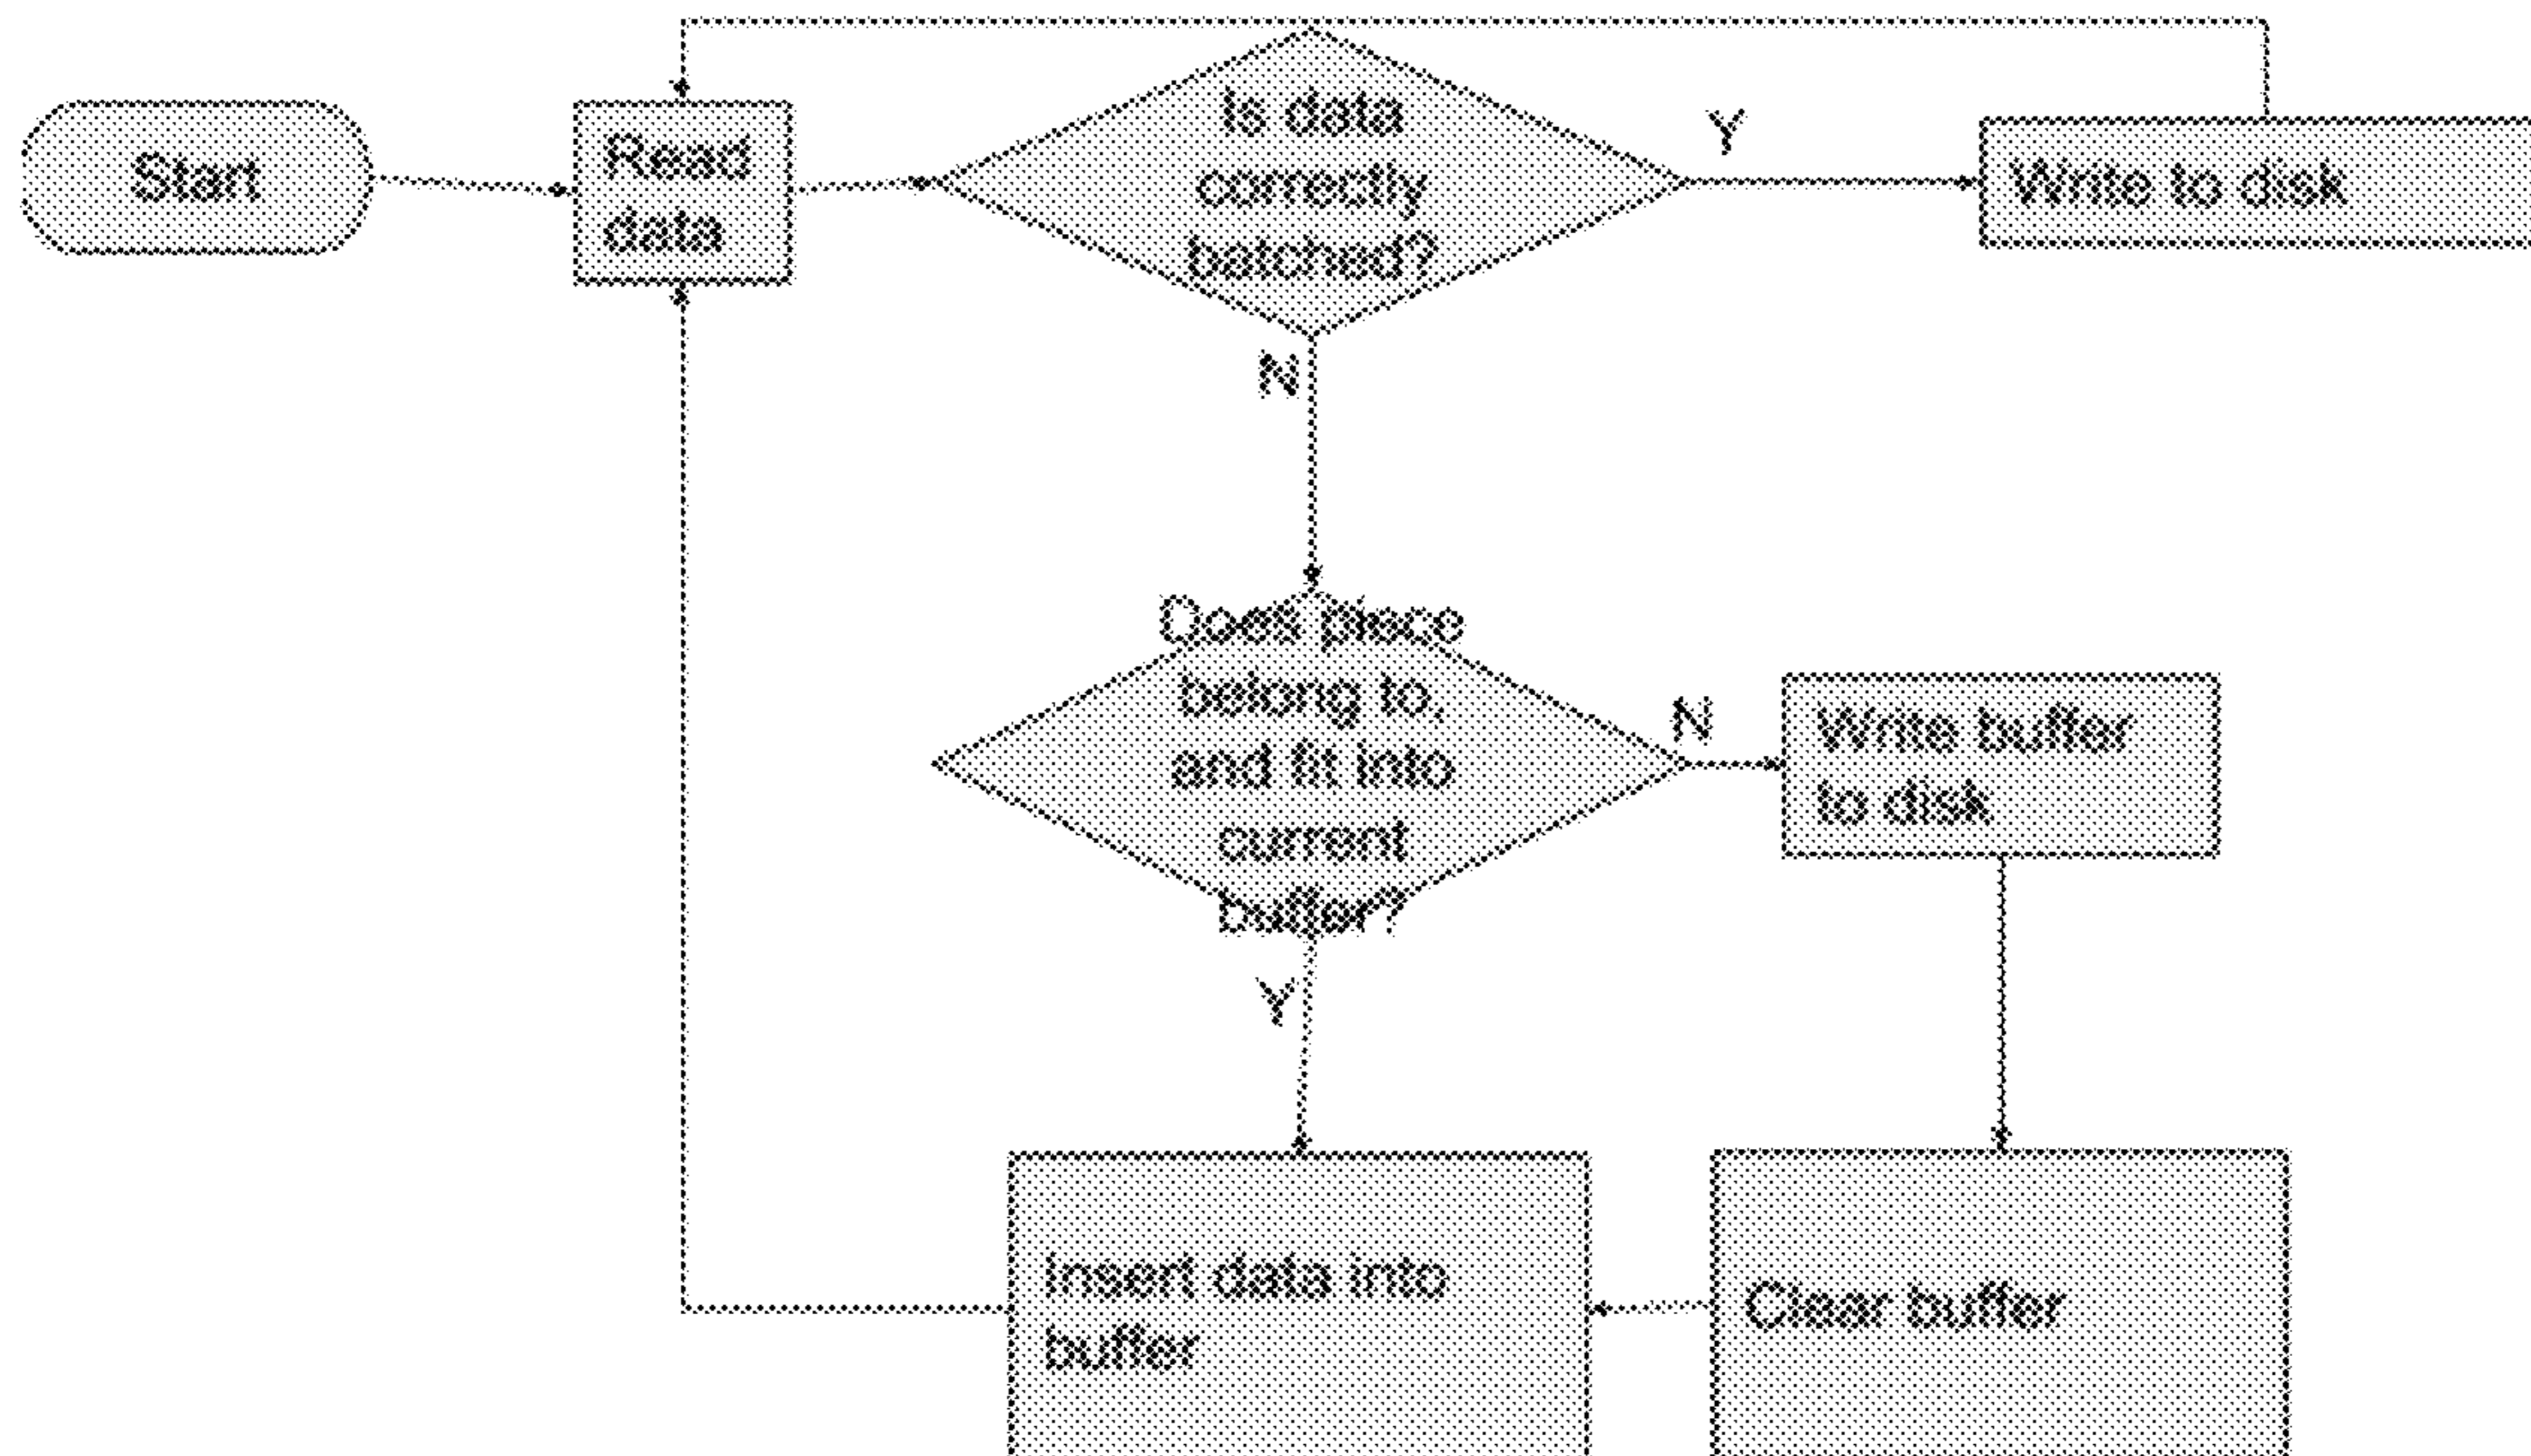 Start
Read
data
Is data
correctly
batched?
Y
Write to disk
N
Does piece
belong to,
and fit into
current
buffer?
N
Write buffer
to disk
Y
Insert data into
buffer
Clear buffer